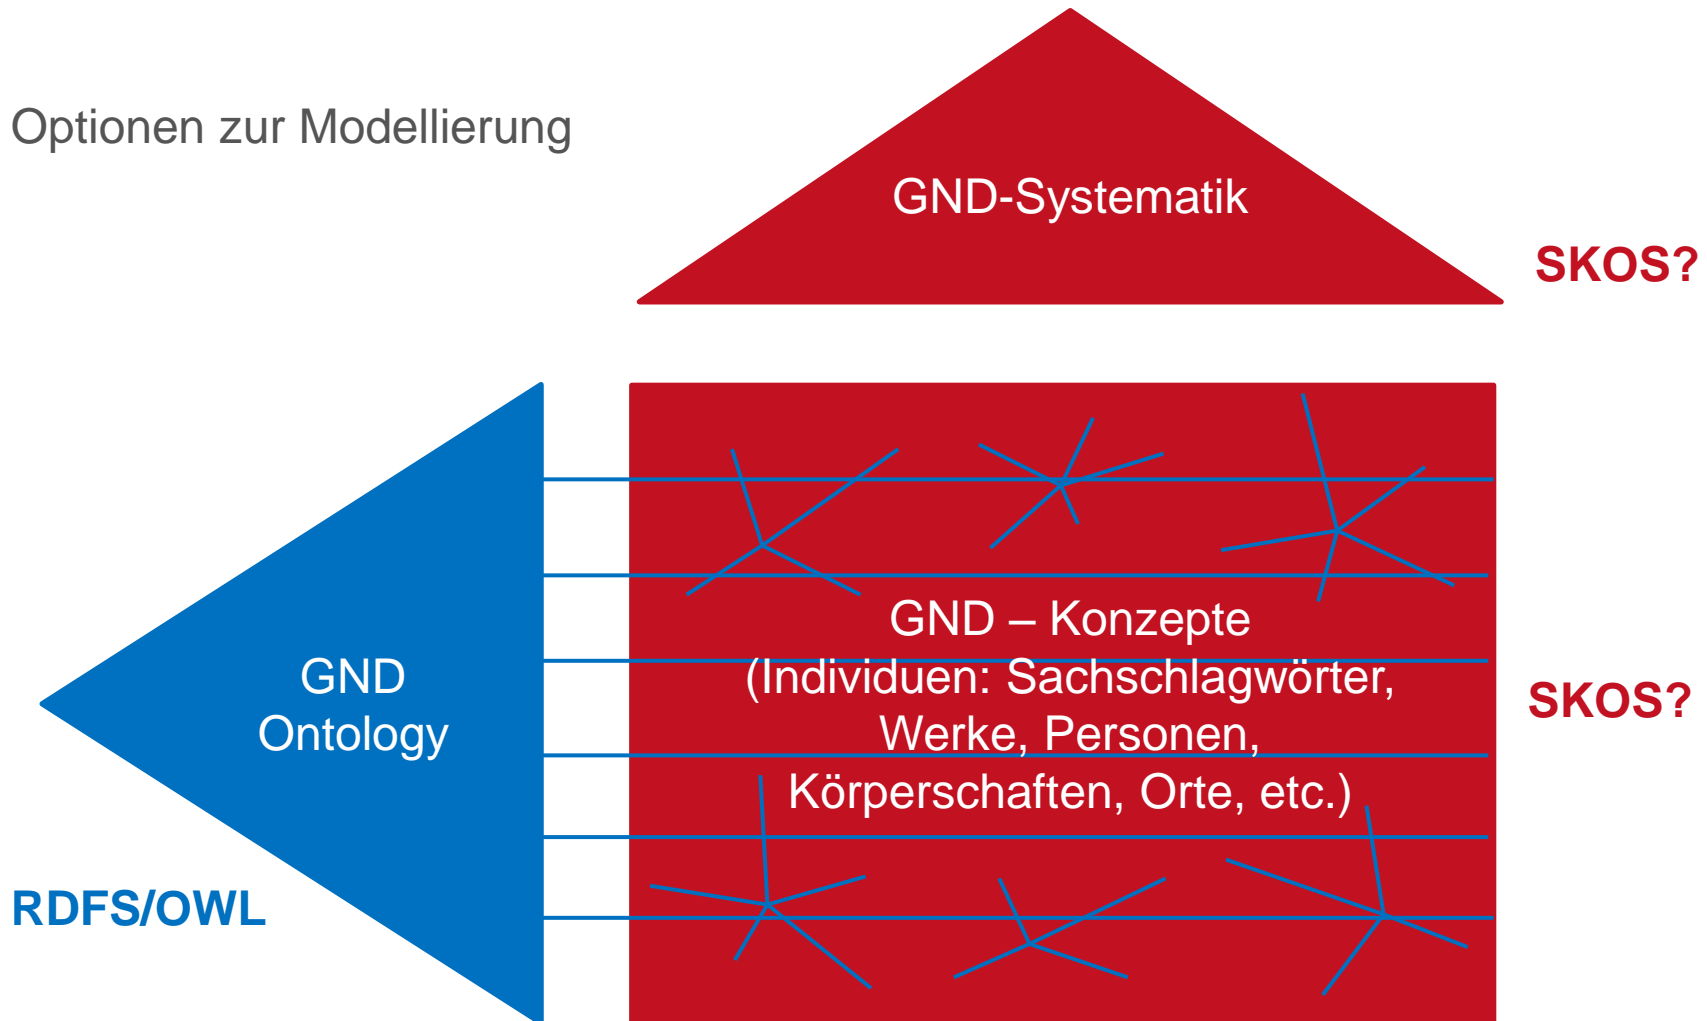 Optionen zur Modellierung
GND-Systematik
SKOS?
GND
Ontology
GND – Konzepte
(Individuen: Sachschlagwörter,
Werke, Personen,
Körperschaften, Orte, etc.)
SKOS?
RDFS/OWL